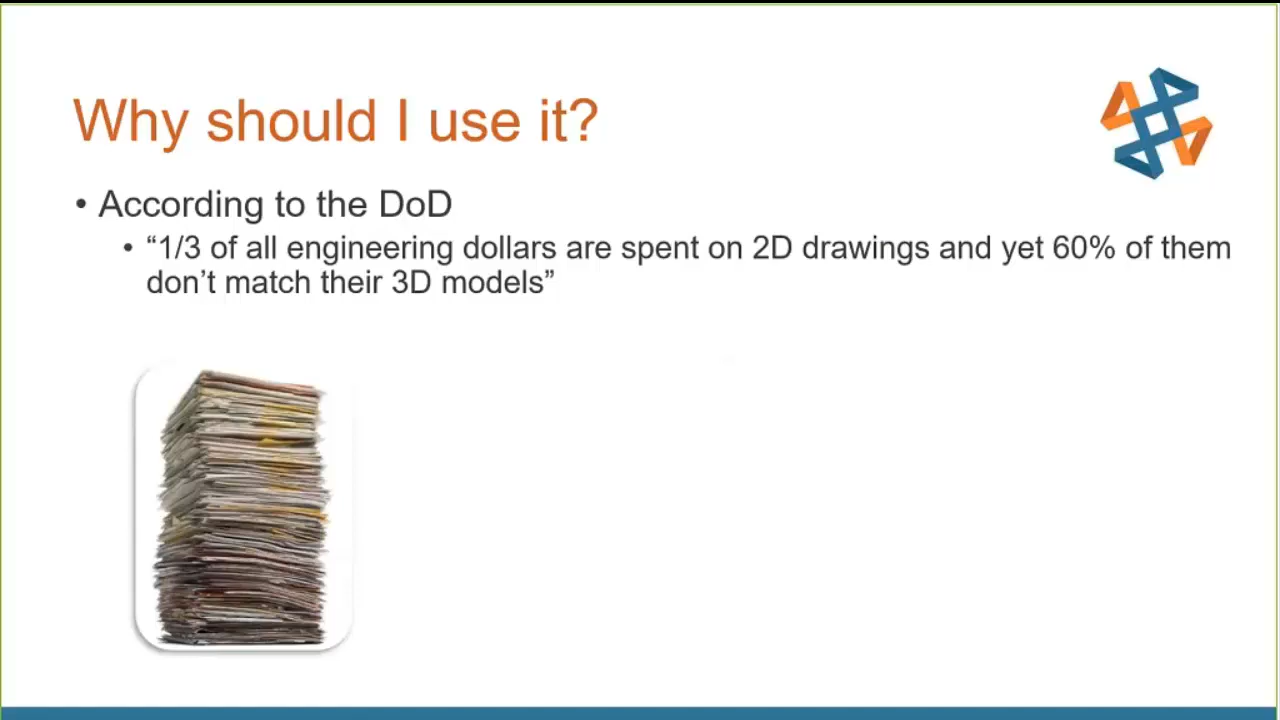 Why should I use it?
• According to the DoD
• “1/3 of all engineering dollars are spent on 2D drawings and yet 60% of them
don’t match their 3D models”